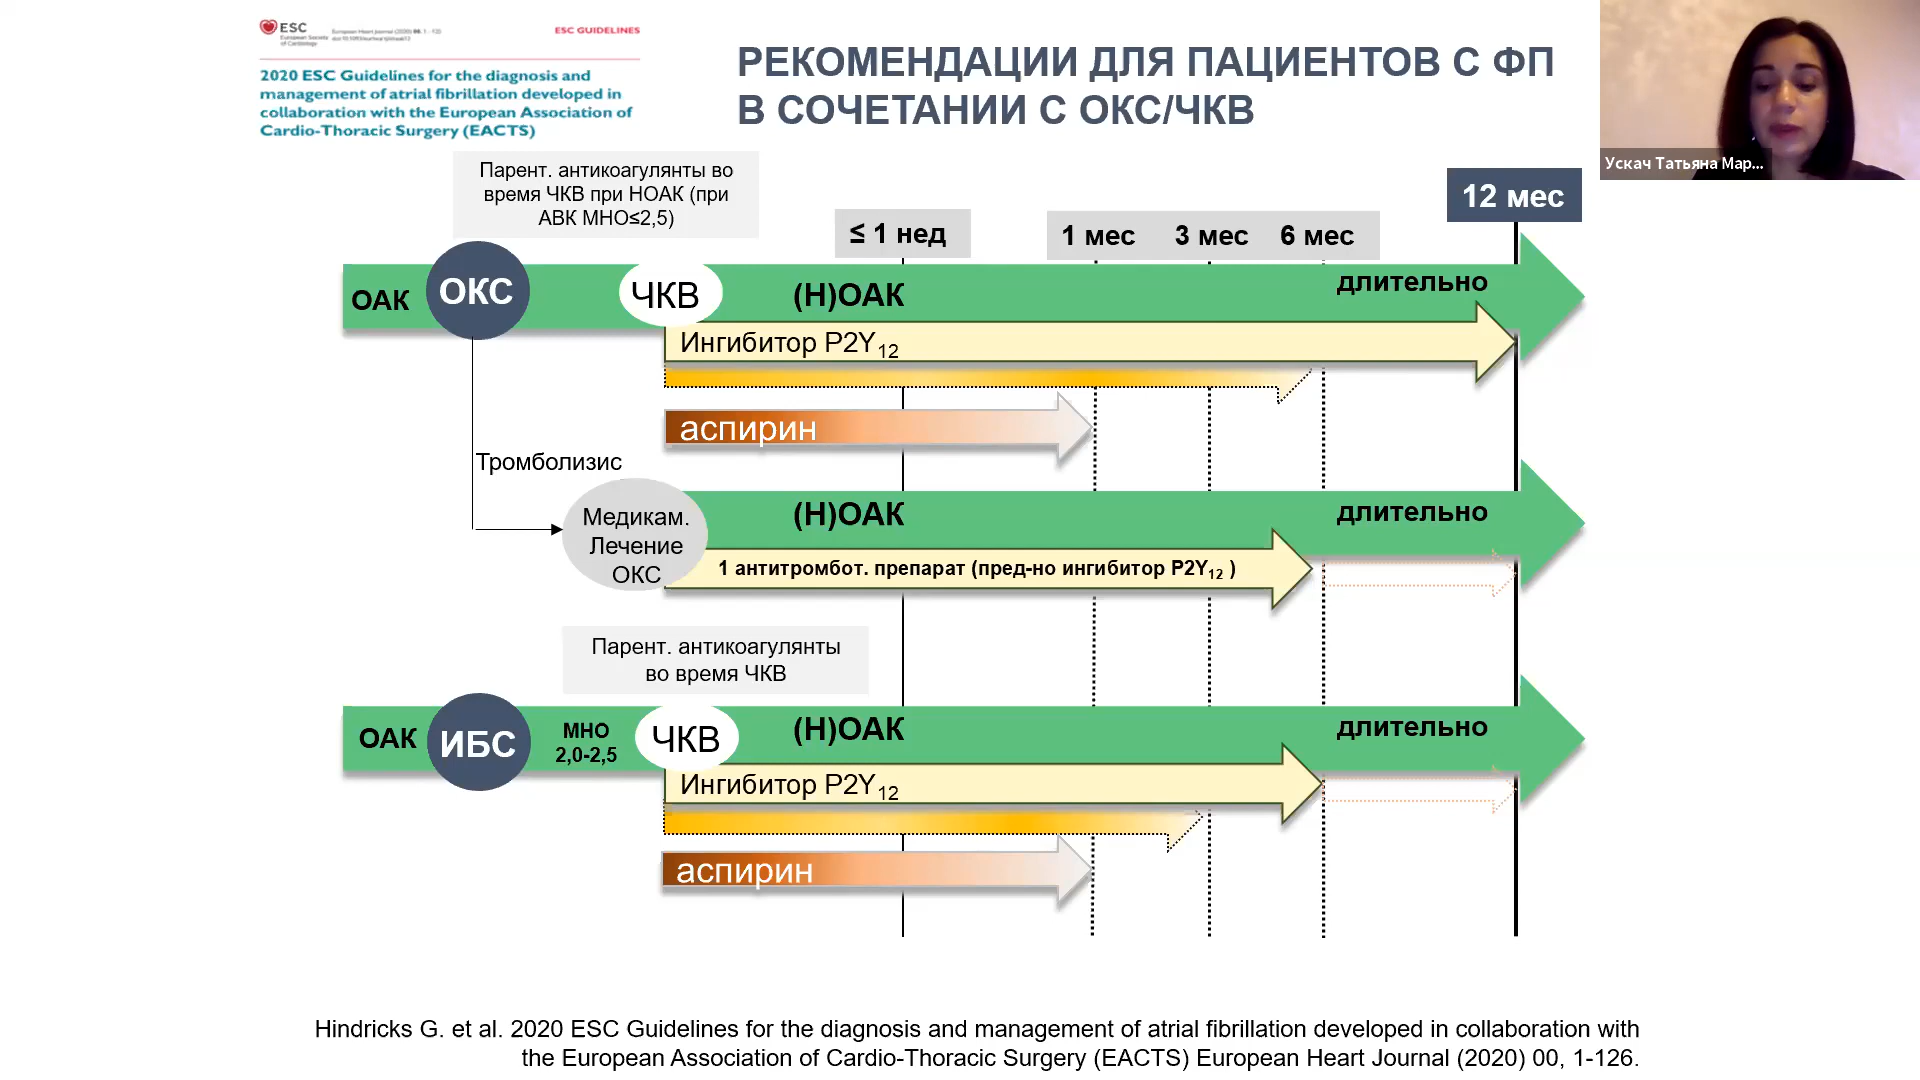 ESC
European Society
of Cardiology
ESC GUIDELINES
2020 ESC Guidelines for the diagnosis and
management of atrial fibrillation developed in
collaboration with the European Association of
Cardio-Thoracic Surgery (EACTS)
РЕКОМЕНДАЦИИ ДЛЯ ПАЦИЕНТОВ С ФП
В СОЧЕТАНИИ С ОКС/ЧКВ
Ускач Татьяна Мар...
Парент. антикоагулянты во
время ЧКВ при НОАК (при
АВК МНО≤2,5)
≤ 1 нед
1 мес
3 мес
6 мес
12 мес
ОАК
ОКС
ЧКВ
(Н)ОАК
длительно
Ингибитор P2Y12
аспирин
Тромболизис
Медикам.
Лечение
ОКС
(Н)ОАК
длительно
1 антитромбот. препарат (пред-но ингибитор P2Y12 )
Парент. антикоагулянты
во время ЧКВ
ОАК
ИБС
МНО
2,0-2,5
ЧКВ
(Н)ОАК
длительно
Ингибитор P2Y12
аспирин
Hindricks G. et al. 2020 ESC Guidelines for the diagnosis and management of atrial fibrillation developed in collaboration with
the European Association of Cardio-Thoracic Surgery (EACTS) European Heart Journal (2020) 00, 1-126.